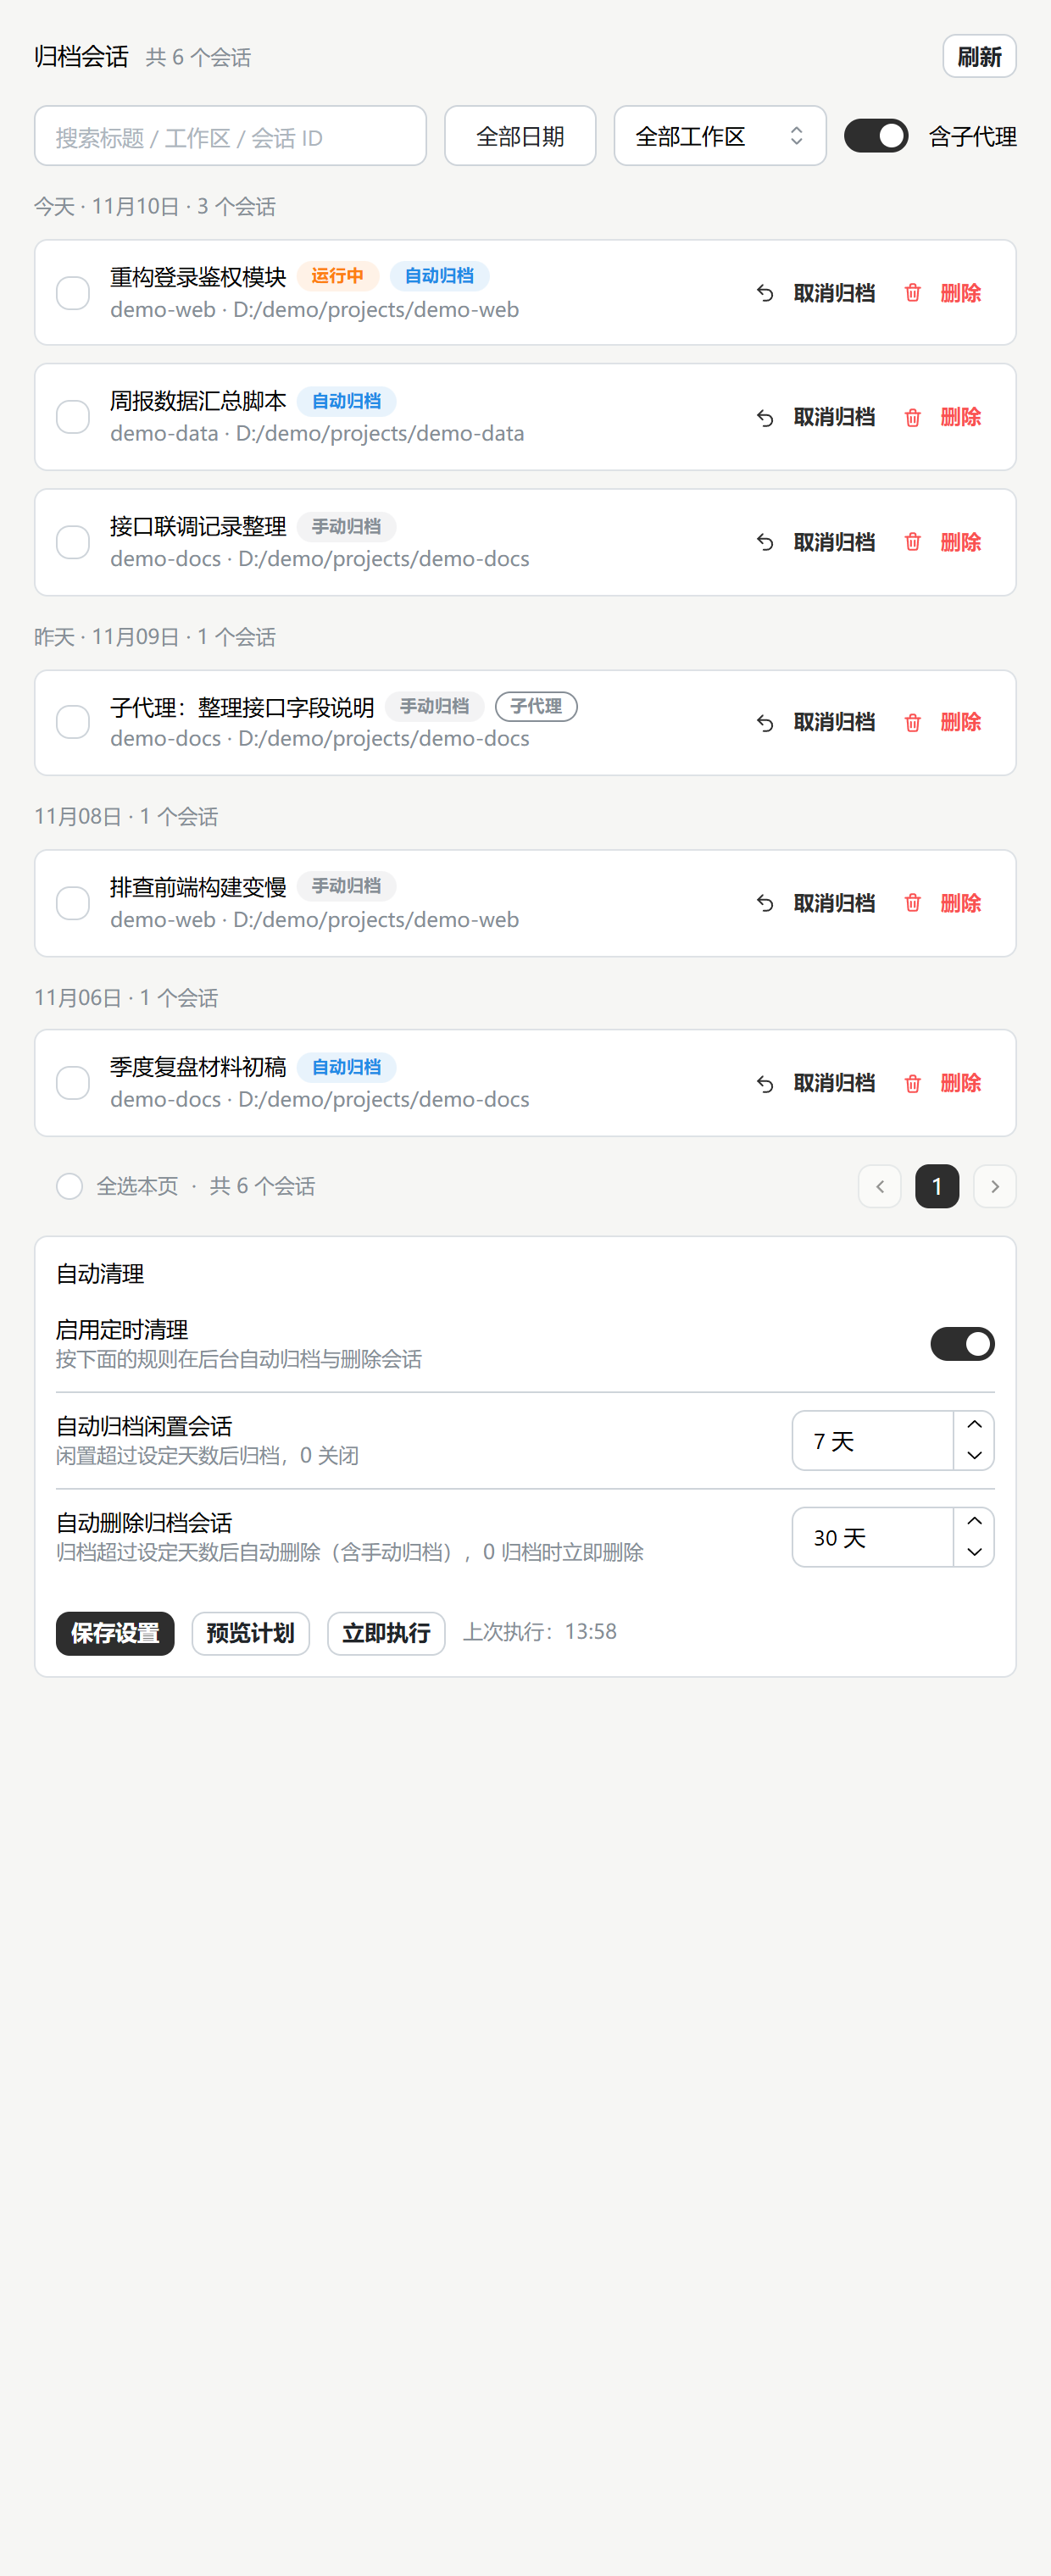 归档会话 共 6 个会话 刷新
搜索标题 / 工作区 / 会话 ID 全部日期 全部工作区 含子代理
今天 · 11月10日 · 3 个会话
重构登录鉴权模块 运行中 自动归档
demo-web · D:/demo/projects/demo-web
取消归档 删除
周报数据汇总脚本 自动归档
demo-data · D:/demo/projects/demo-data
取消归档 删除
接口联调记录整理 手动归档
demo-docs · D:/demo/projects/demo-docs
取消归档 删除
昨天 · 11月09日 · 1 个会话
子代理：整理接口字段说明 手动归档 子代理
demo-docs · D:/demo/projects/demo-docs
取消归档 删除
11月08日 · 1 个会话
排查前端构建变慢 手动归档
demo-web · D:/demo/projects/demo-web
取消归档 删除
11月06日 · 1 个会话
季度复盘材料初稿 自动归档
demo-docs · D:/demo/projects/demo-docs
取消归档 删除
全选本页 · 共 6 个会话 1
自动清理
启用定时清理
按下面的规则在后台自动归档与删除会话
自动归档闲置会话
闲置超过设定天数后归档，0 关闭
7 天
自动删除归档会话
归档超过设定天数后自动删除（含手动归档），0 归档时立即删除
30 天
保存设置 预览计划 立即执行 上次执行：13:58